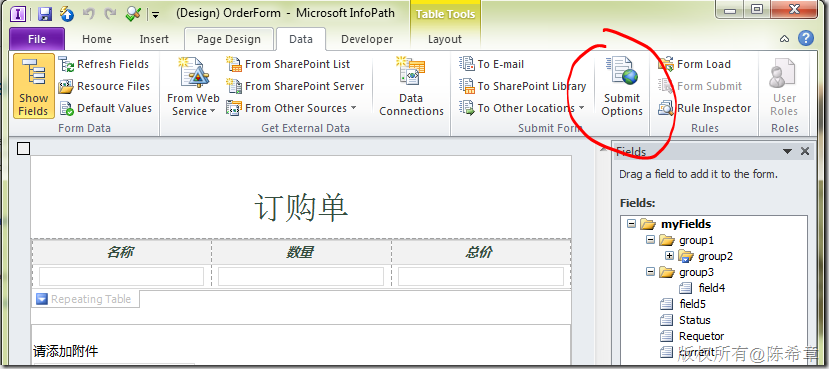 (Design) OrderForm - Microsoft InfoPath
Table Tools
File Home Insert Page Design Data Developer Layout
Refresh Fields
Resource Files
Default Values
Show Fields
Form Data
From Web Service
From SharePoint List
From SharePoint Server
From Other Sources
Data Connections
Get External Data
To E-mail
To SharePoint Library
To Other Locations
Submit Options
Submit Form
Form Load
Form Submit
Rule Inspector
Rules
User Roles
Roles
订购单
名称 数量 总价
Repeating Table
请添加附件
Fields
Drag a field to add it to the form.
Fields:
myFields
group1
group2
group3
field4
field5
Status
Requetor
current
版权所有@陈希章